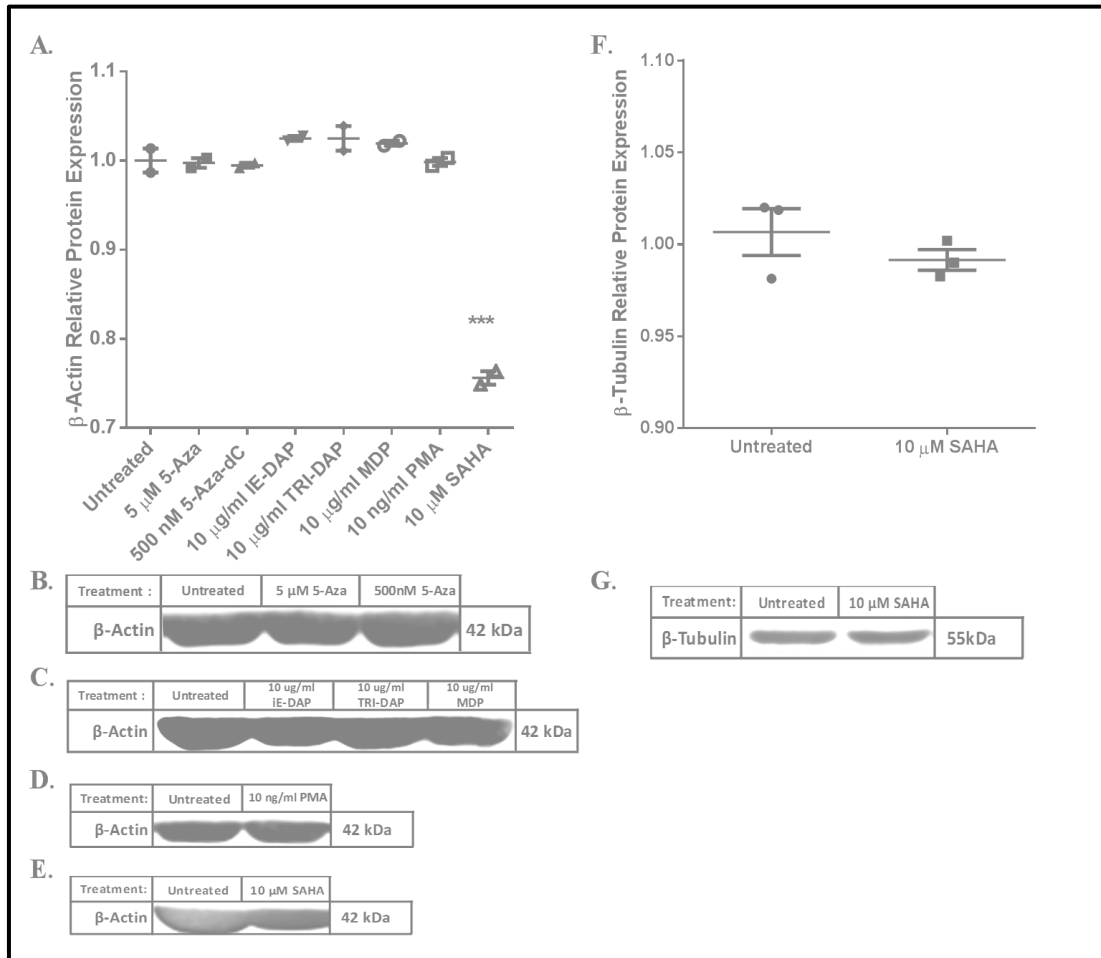 A.
β-Actin Relative Protein Expression
1.1
1.0
0.9
0.8
0.7
***
Untreated
5 μM 5-Aza
500 nM 5-Aza-dC
10 μg/ml IE-DAP
10 μg/ml TRI-DAP
10 μg/ml MDP
10 ng/ml PMA
10 μM SAHA
F.
β-Tubulin Relative Protein Expression
1.10
1.05
1.00
0.95
0.90
Untreated
10 μM SAHA
B.
Treatment : Untreated 5 μM 5-Aza 500nM 5-Aza
β-Actin 42 kDa
C.
Treatment : Untreated 10 ug/ml iE-DAP 10 ug/ml TRI-DAP 10 ug/ml MDP
β-Actin 42 kDa
D.
Treatment: Untreated 10 ng/ml PMA
β-Actin 42 kDa
E.
Treatment: Untreated 10 μM SAHA
β-Actin 42 kDa
G.
Treatment: Untreated 10 μM SAHA
β-Tubulin 55kDa